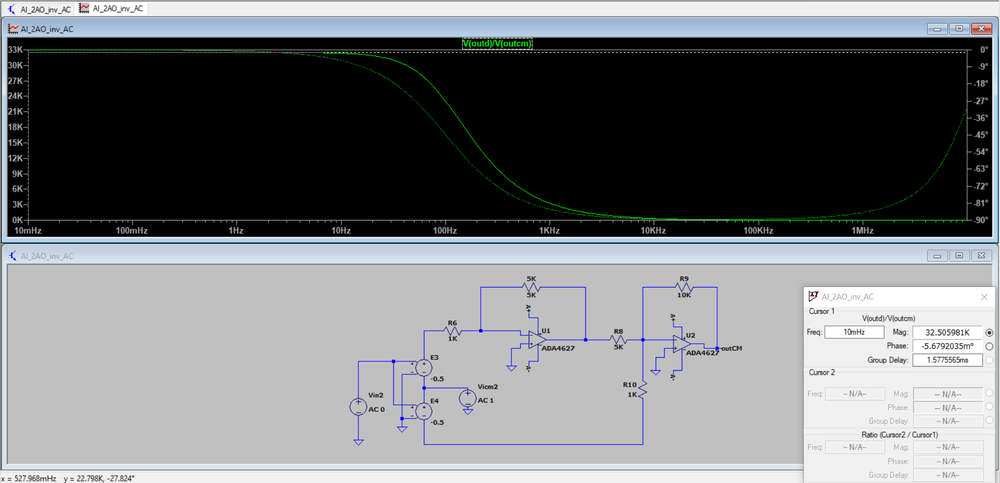 AI_2AO_inv_AC AI_2AO_inv_AC
AI_2AO_inv_AC
V(outd)/V(outcm)
33K 0°
30K -9°
27K -18°
24K -27°
21K -36°
18K -45°
15K -54°
12K -63°
9K -72°
6K -81°
3K -90°
0K
10mHz 100mHz 1Hz 10Hz 100Hz 1KHz 10KHz 100KHz 1MHz
AI_2AO_inv_AC
5K
5K
R9
10K
A+
A+
R6
1K
U1
ADA4627
A-
R8
5K
U2
ADA4627
A-
outCM
E3
-0.5
R10
1K
Vicm2
AC 1
Vin2
AC 0
E4
-0.5
AI_2AO_inv_AC
Cursor 1
V(outd)/V(outcm)
Freq: 10mHz Mag: 32.505981K
Phase: -5.6792035m°
Group Delay: 1.5775565ms
Cursor 2
Freq: -- N/A-- Mag: -- N/A--
Phase: -- N/A--
Group Delay: -- N/A--
Ratio (Cursor2 / Cursor1)
Freq: -- N/A-- Mag: -- N/A--
Phase: -- N/A--
Group Delay: -- N/A--
x = 527.968mHz y = 22.798K, -27.824°